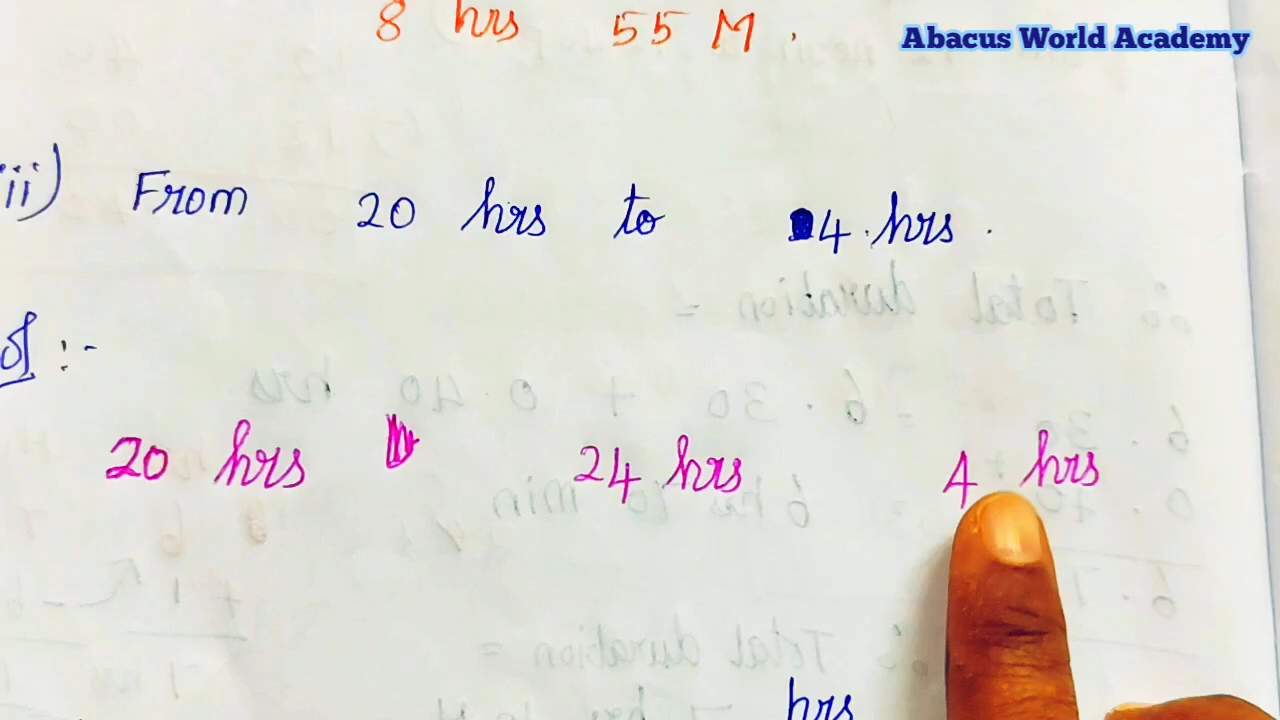 8 hrs 55 M.
Abacus World Academy
iii) From 20 hrs to 4 hrs.
20 hrs 24 hrs 4 hrs
hrs